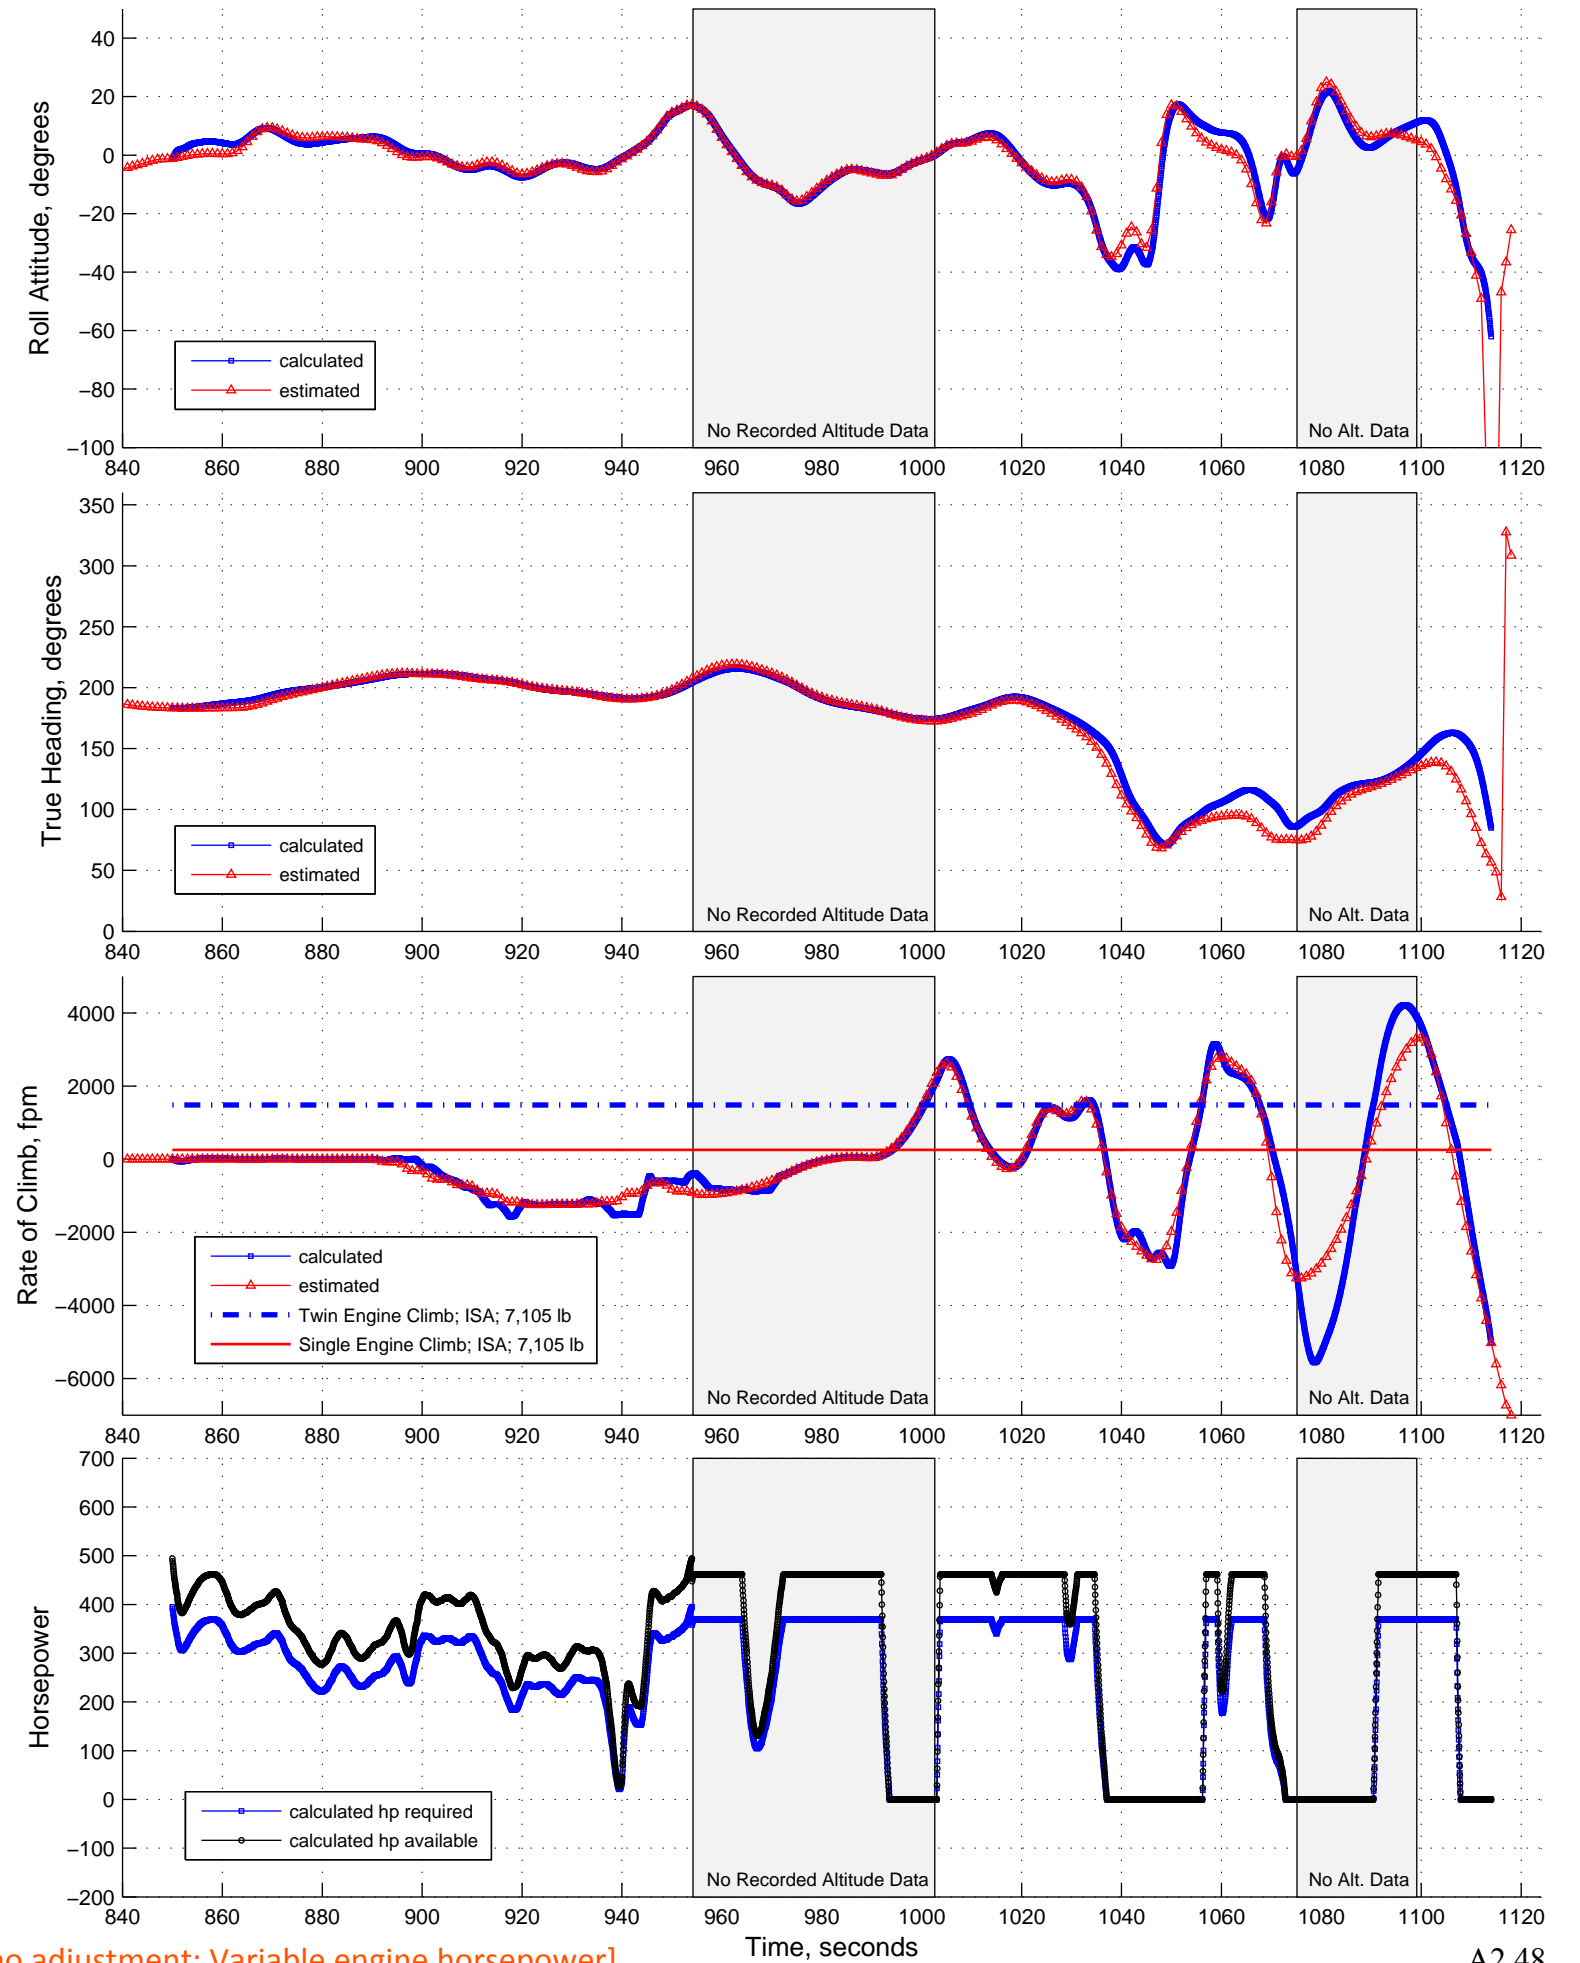 40
20
0
−20
−40
−60
−80
−100
Roll Attitude, degrees
calculated
estimated
No Recorded Altitude Data
No Alt. Data
840 860 880 900 920 940 960 980 1000 1020 1040 1060 1080 1100 1120
350
300
250
200
150
100
50
0
True Heading, degrees
calculated
estimated
No Recorded Altitude Data
No Alt. Data
840 860 880 900 920 940 960 980 1000 1020 1040 1060 1080 1100 1120
4000
2000
0
−2000
−4000
−6000
Rate of Climb, fpm
calculated
estimated
Twin Engine Climb; ISA; 7,105 lb
Single Engine Climb; ISA; 7,105 lb
No Recorded Altitude Data
No Alt. Data
840 860 880 900 920 940 960 980 1000 1020 1040 1060 1080 1100 1120
700
600
500
400
300
200
100
0
−100
−200
Horsepower
calculated hp required
calculated hp available
No Recorded Altitude Data
No Alt. Data
840 860 880 900 920 940 960 980 1000 1020 1040 1060 1080 1100 1120
Time, seconds
adjustment: Variable engine horsepower]
A2.48